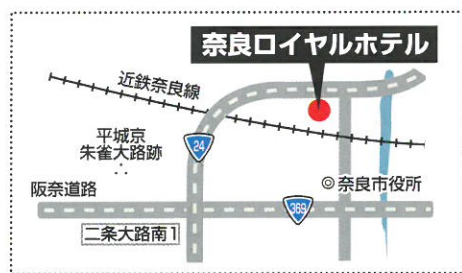 奈良ロイヤルホテル
近鉄奈良線
平城京
朱雀大路跡
24
阪奈道路
369
◎奈良市役所
二条大路南1